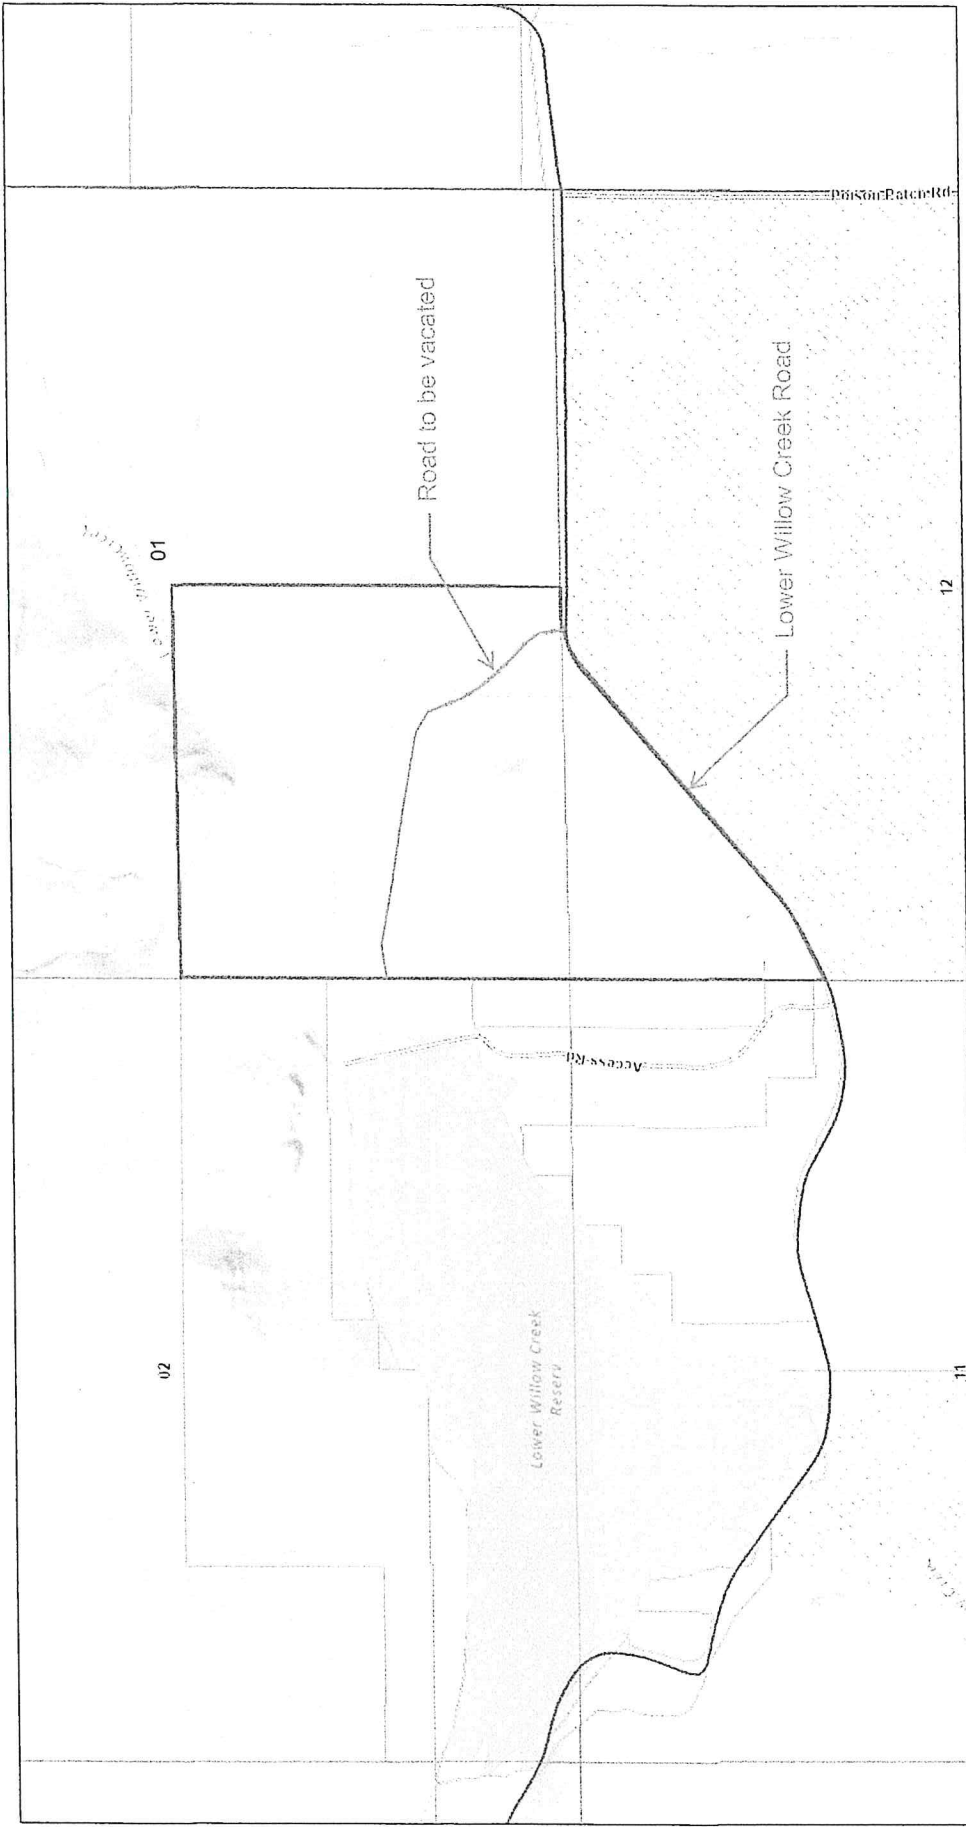 02
01
Road to be vacated
Access Rd
Poison Patch Rd
Lower Willow Creek
Reserv
Lower Willow Creek Road
11
12